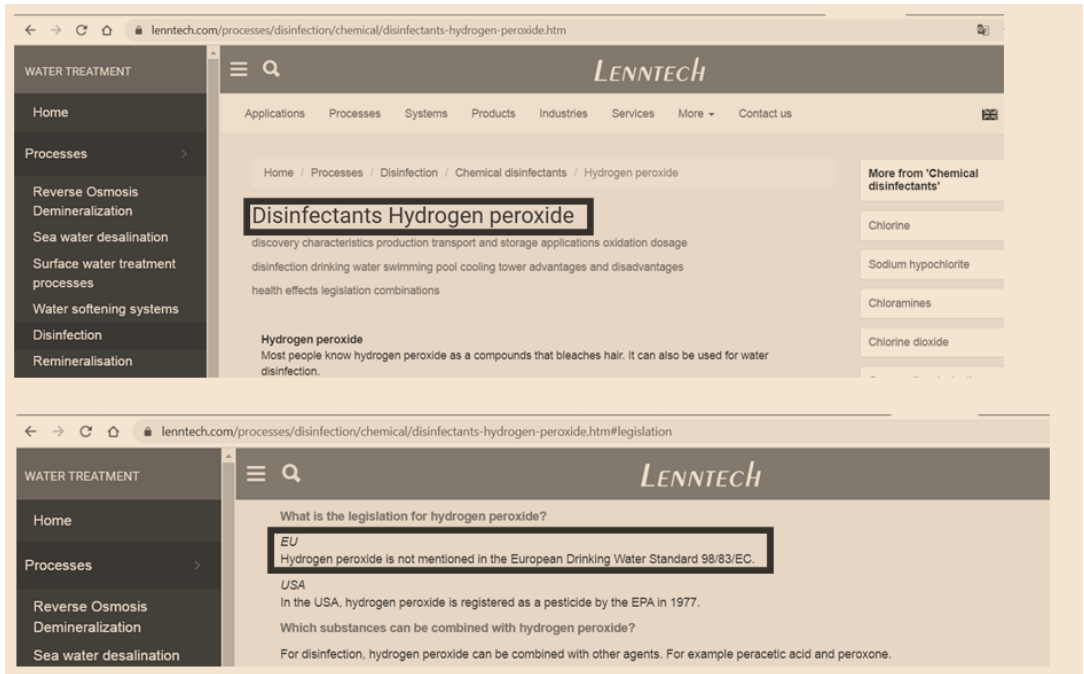 lenntech.com/processes/disinfection/chemical/disinfectants-hydrogen-peroxide.htm
WATER TREATMENT
LENNTECH
Home
Applications Processes Systems Products Industries Services More Contact us
Processes
Home / Processes / Disinfection / Chemical disinfectants / Hydrogen peroxide
More from 'Chemical
disinfectants'
Reverse Osmosis
Demineralization
Sea water desalination
Surface water treatment
processes
Water softening systems
Disinfection
Remineralisation
Disinfectants Hydrogen peroxide
discovery characteristics production transport and storage applications oxidation dosage
disinfection drinking water swimming pool cooling tower advantages and disadvantages
health effects legislation combinations
Hydrogen peroxide
Most people know hydrogen peroxide as a compounds that bleaches hair. It can also be used for water
disinfection.
Chlorine
Sodium hypochlorite
Chloramines
Chlorine dioxide
lenntech.com/processes/disinfection/chemical/disinfectants-hydrogen-peroxide.htm#legislation
WATER TREATMENT
LENNTECH
Home
Processes
Reverse Osmosis
Demineralization
Sea water desalination
What is the legislation for hydrogen peroxide?
EU
Hydrogen peroxide is not mentioned in the European Drinking Water Standard 98/83/EC.
USA
In the USA, hydrogen peroxide is registered as a pesticide by the EPA in 1977.
Which substances can be combined with hydrogen peroxide?
For disinfection, hydrogen peroxide can be combined with other agents. For example peracetic acid and peroxone.